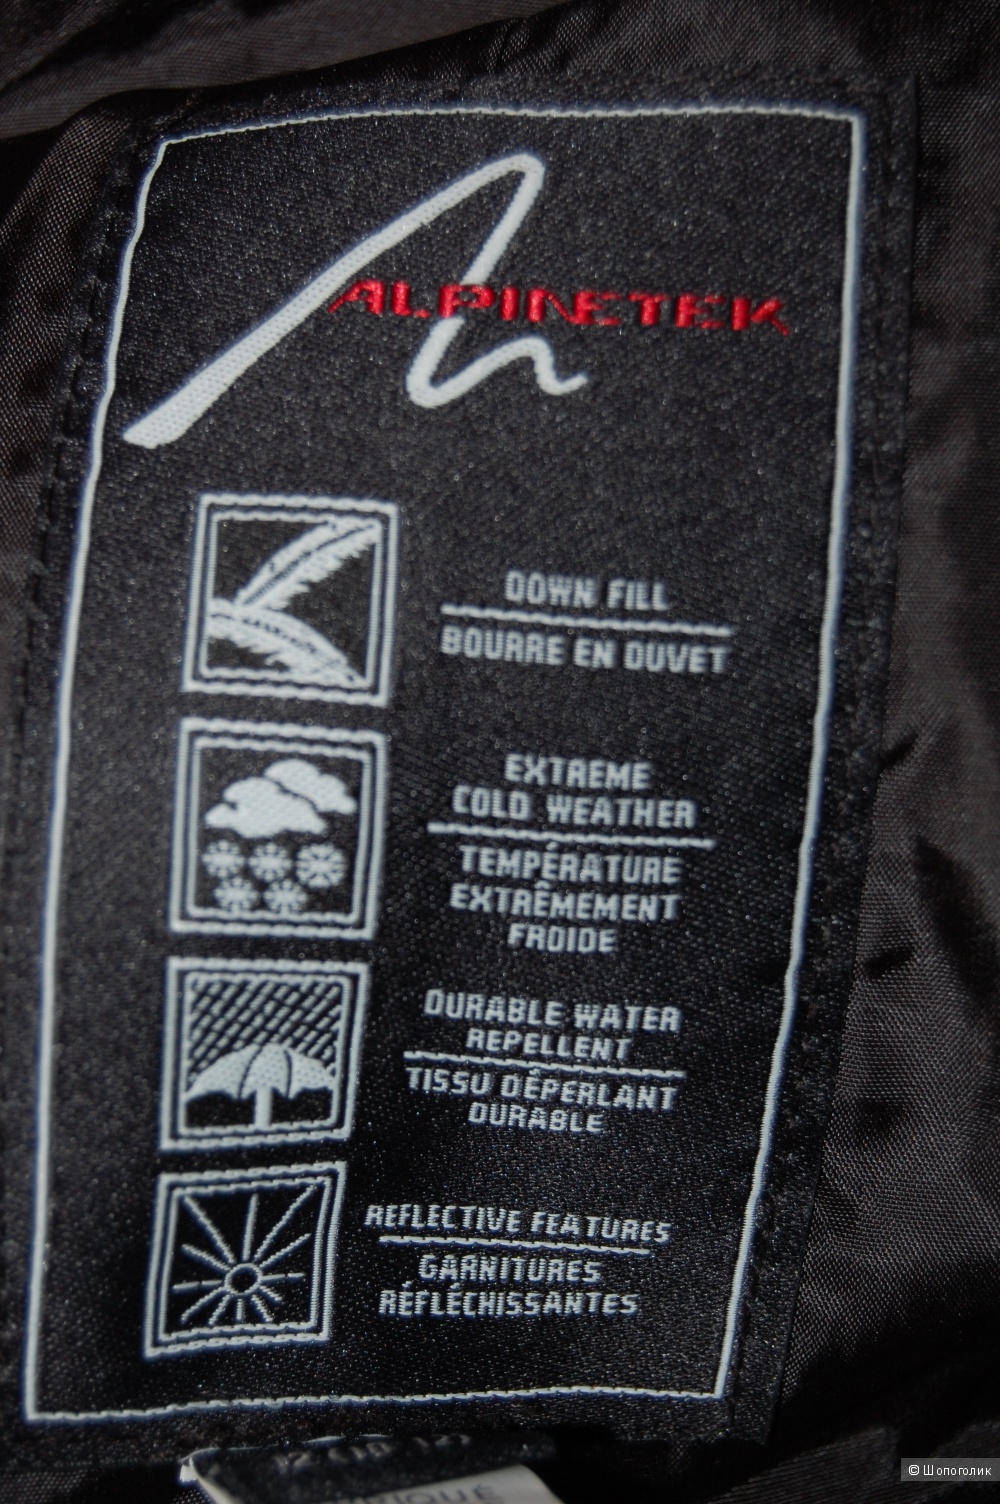 ALPINETEK
DOWN FILL
BOURRE EN DUVET
EXTREME
COLD WEATHER
TEMPÉRATURE
EXTRÊMEMENT
FROIDE
DURABLE WATER
REPELLENT
TISSU DÉPERLANT
DURABLE
REFLECTIVE FEATURES
GARNITURES
RÉFLÉCHISSANTES
© Шопоголик